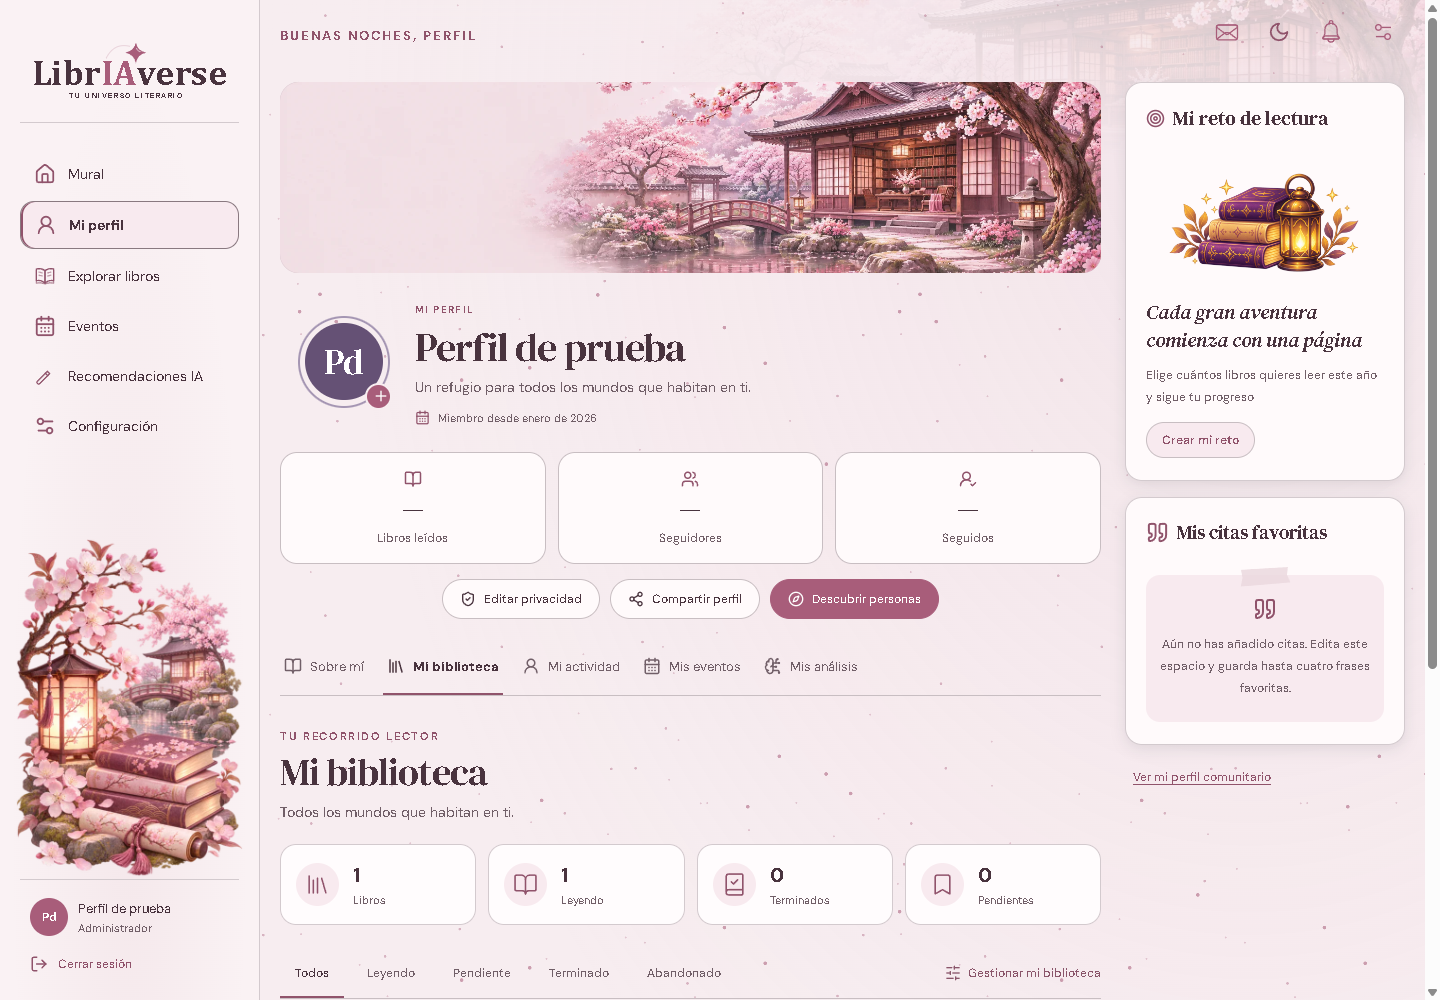 LibrIAverse
TU UNIVERSO LITERARIO
Mural
Mi perfil
Explorar libros
Eventos
Recomendaciones IA
Configuración
Pd
Perfil de prueba
Administrador
Cerrar sesión
BUENAS NOCHES, PERFIL
MI PERFIL
Pd
Perfil de prueba
Un refugio para todos los mundos que habitan en ti.
Miembro desde enero de 2026
—
Libros leídos
—
Seguidores
—
Seguidos
Editar privacidad
Compartir perfil
Descubrir personas
Sobre mí
Mi biblioteca
Mi actividad
Mis eventos
Mis análisis
TU RECORRIDO LECTOR
Mi biblioteca
Todos los mundos que habitan en ti.
1
Libros
1
Leyendo
0
Terminados
0
Pendientes
Todos
Leyendo
Pendiente
Terminado
Abandonado
Gestionar mi biblioteca
Mi reto de lectura
Cada gran aventura
comienza con una página
Elige cuántos libros quieres leer este año
y sigue tu progreso
Crear mi reto
Mis citas favoritas
Aún no has añadido citas. Edita este
espacio y guarda hasta cuatro frases
favoritas.
Ver mi perfil comunitario